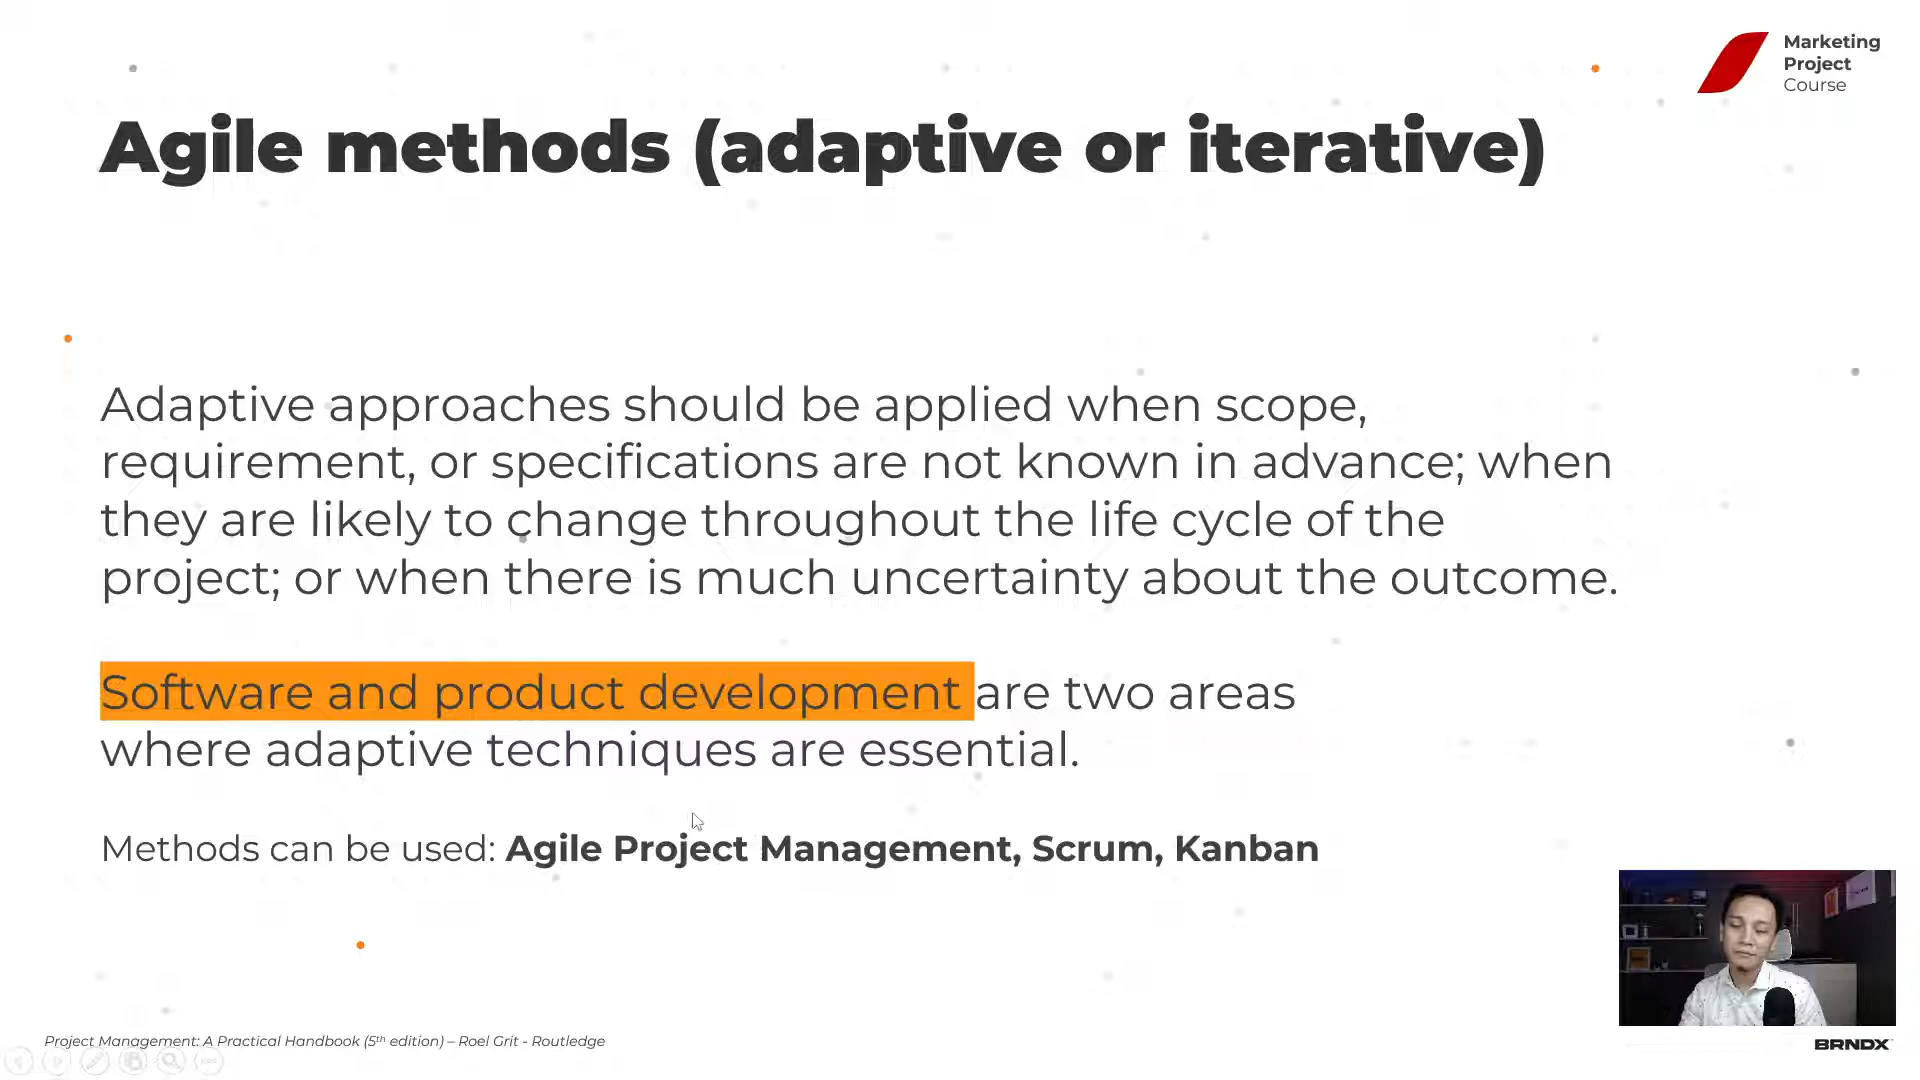 Marketing
Project
Course
Agile methods (adaptive or iterative)
Adaptive approaches should be applied when scope,
requirement, or specifications are not known in advance; when
they are likely to change throughout the life cycle of the
project; or when there is much uncertainty about the outcome.
Software and product development are two areas
where adaptive techniques are essential.
Methods can be used: Agile Project Management, Scrum, Kanban
Project Management: A Practical Handbook (5th edition) – Roel Grit - Routledge
BRNDX